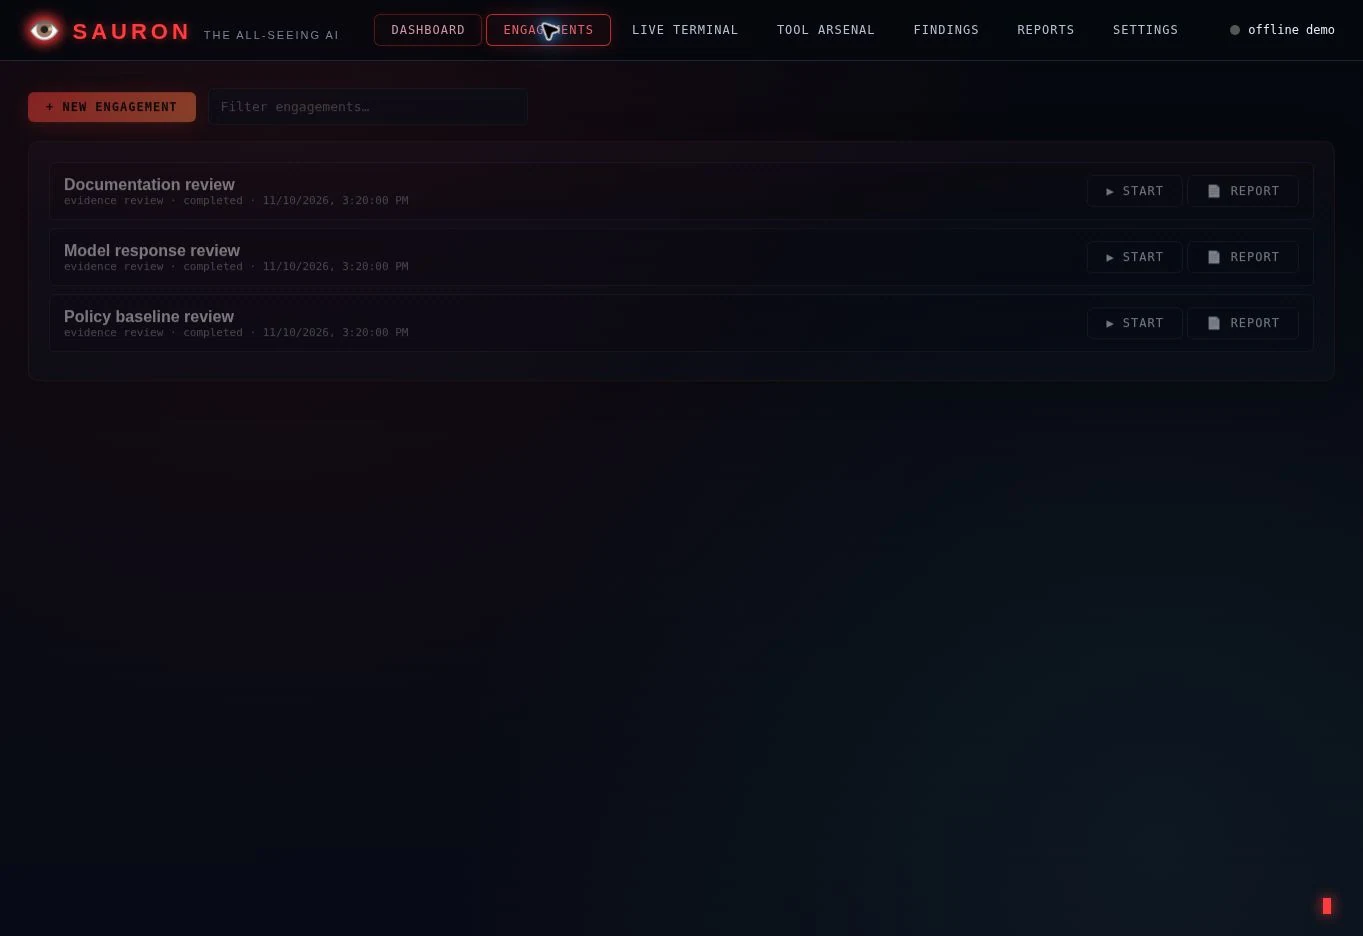 SAURON THE ALL-SEEING AI DASHBOARD ENGAGEMENTS LIVE TERMINAL TOOL ARSENAL FINDINGS REPORTS SETTINGS offline demo
+ NEW ENGAGEMENT Filter engagements…
Documentation review
evidence review · completed · 11/10/2026, 3:20:00 PM
▶ START REPORT
Model response review
evidence review · completed · 11/10/2026, 3:20:00 PM
▶ START REPORT
Policy baseline review
evidence review · completed · 11/10/2026, 3:20:00 PM
▶ START REPORT